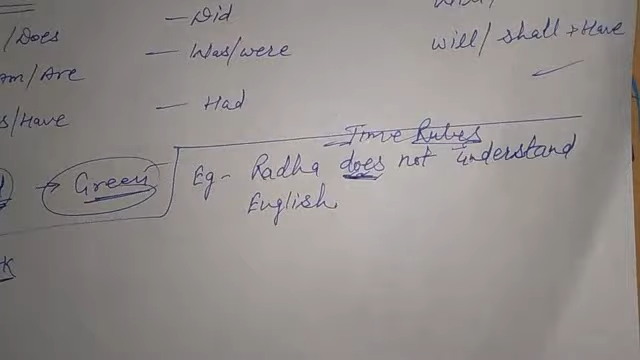 /Does
— Did
Am/Are
— Was/were
will/ shall + Have
s/Have
— Had
Time Rules
→ Green
Eg - Radha does not understand
English